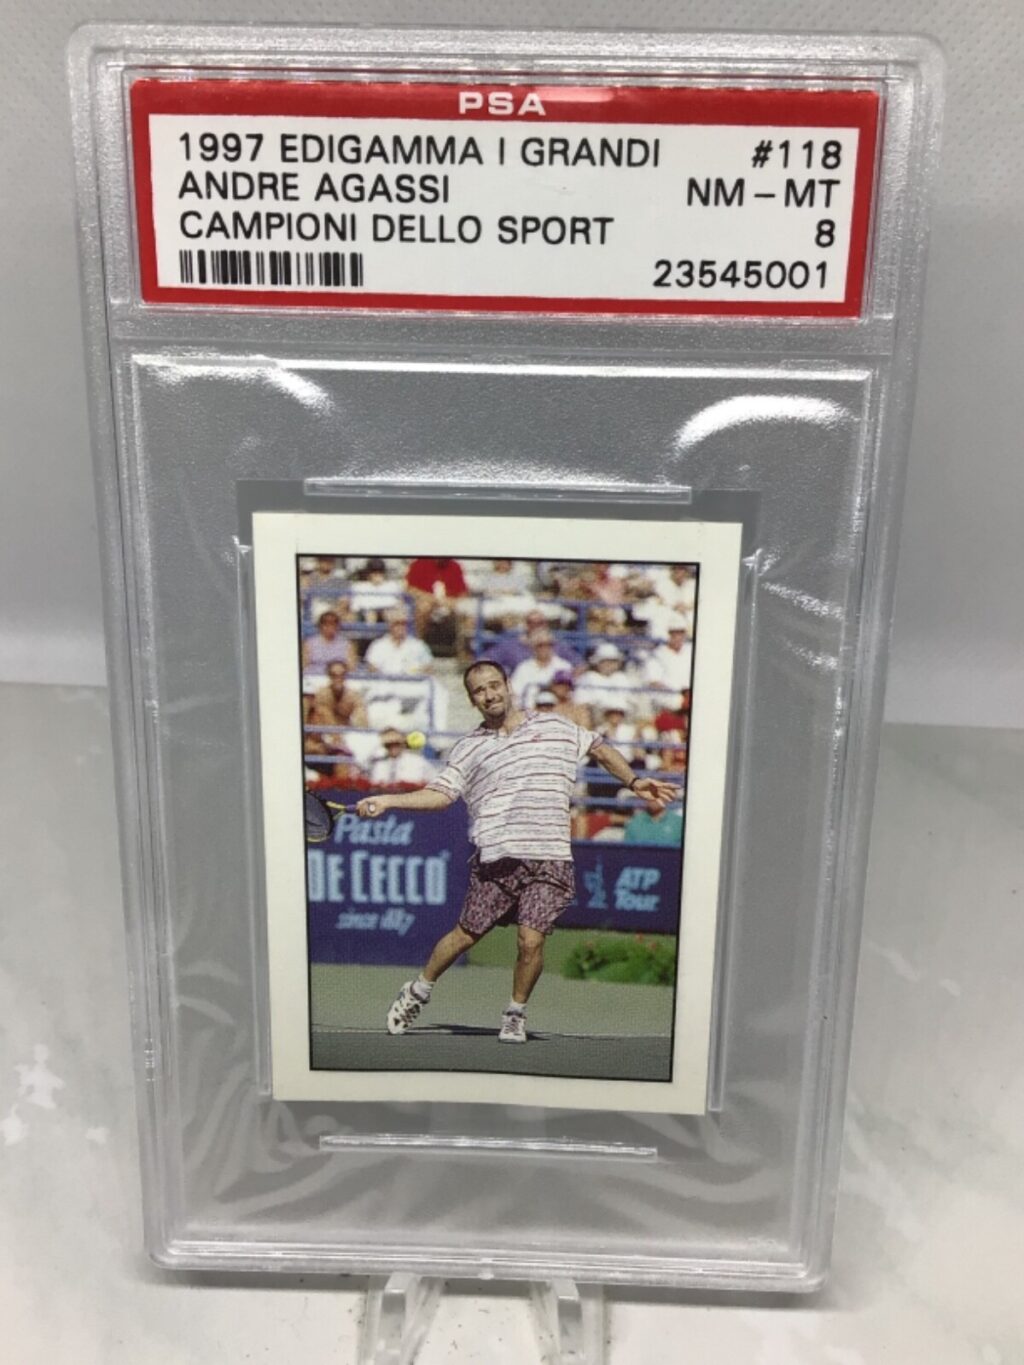 PSA
1997 EDIGAMMA I GRANDI #118
ANDRE AGASSI NM - MT
CAMPIONI DELLO SPORT 8
23545001
Pasta
DE CECCO
since 1887
ATP
Tour